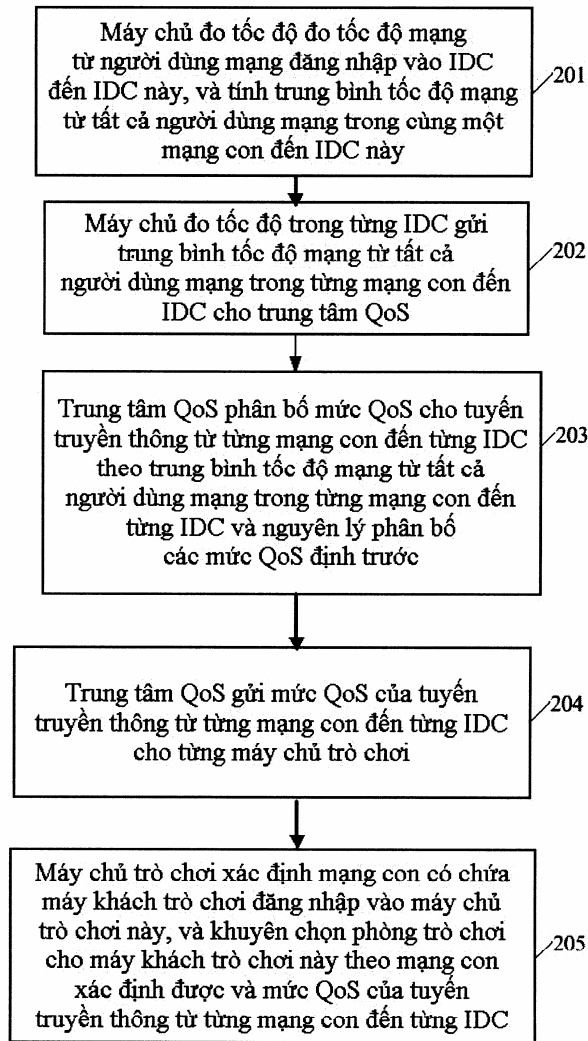 Máy chủ đo tốc độ đo tốc độ mạng
từ người dùng mạng đăng nhập vào IDC
đến IDC này, và tính trung bình tốc độ mạng
từ tất cả người dùng mạng trong cùng một
mạng con đến IDC này
201
Máy chủ đo tốc độ trong từng IDC gửi
trung bình tốc độ mạng từ tất cả
người dùng mạng trong từng mạng con đến
IDC cho trung tâm QoS
202
Trung tâm QoS phân bố mức QoS cho tuyến
truyền thông từ từng mạng con đến từng IDC
theo trung bình tốc độ mạng từ tất cả
người dùng mạng trong từng mạng con đến
từng IDC và nguyên lý phân bố
các mức QoS định trước
203
Trung tâm QoS gửi mức QoS của tuyến
truyền thông từ từng mạng con đến từng IDC
cho từng máy chủ trò chơi
204
Máy chủ trò chơi xác định mạng con có chứa
máy khách trò chơi đăng nhập vào máy chủ
trò chơi này, và khuyên chọn phòng trò chơi
cho máy khách trò chơi này theo mạng con
xác định được và mức QoS của tuyến
truyền thông từ từng mạng con đến từng IDC
205